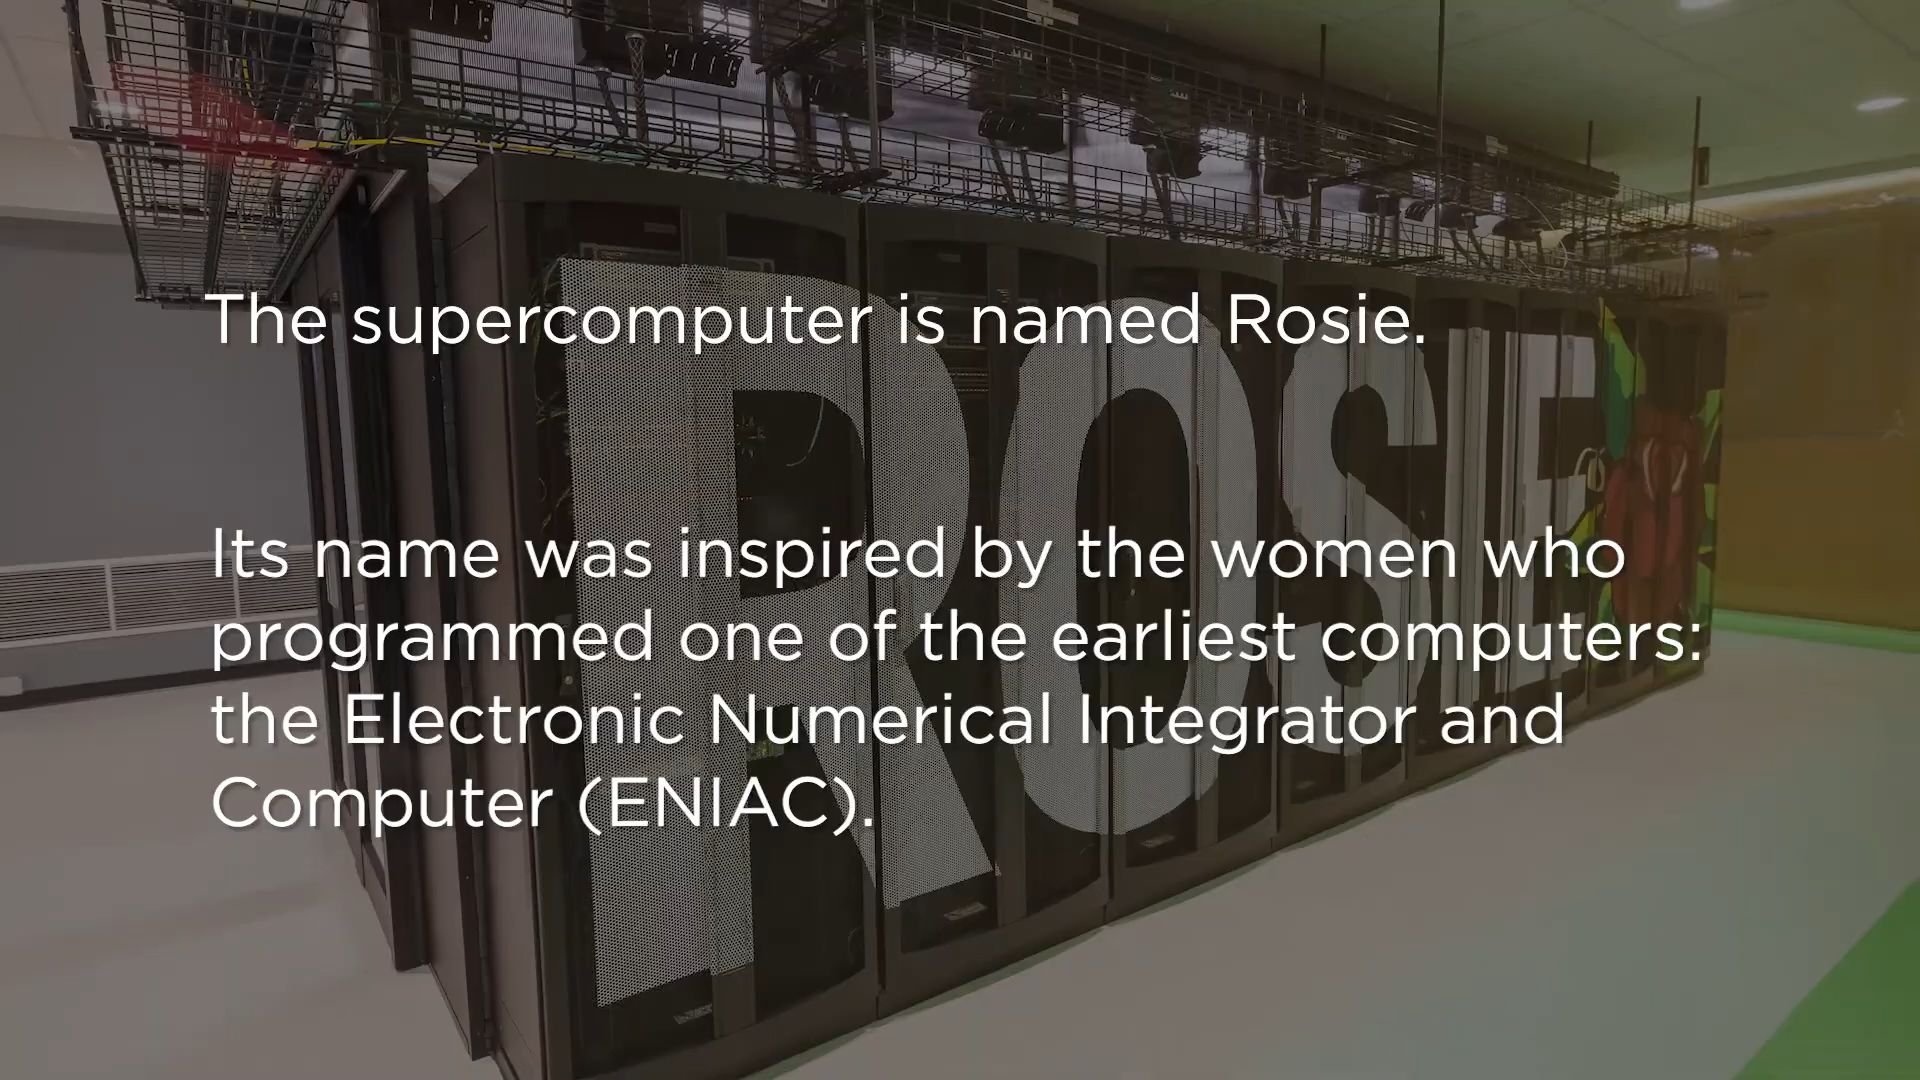 The supercomputer is named Rosie.
Its name was inspired by the women who
programmed one of the earliest computers:
the Electronic Numerical Integrator and
Computer (ENIAC).
ROSIE